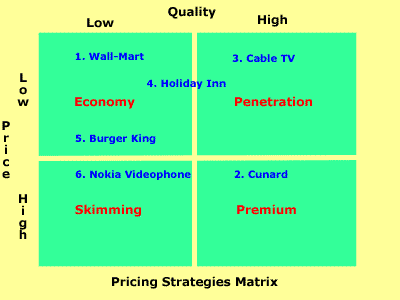 Quality
Low
High
1. Wall-Mart
3. Cable TV
4. Holiday Inn
Low
Economy
Penetration
Price
5. Burger King
6. Nokia Videophone
2. Cunard
High
Skimming
Premium
Pricing Strategies Matrix